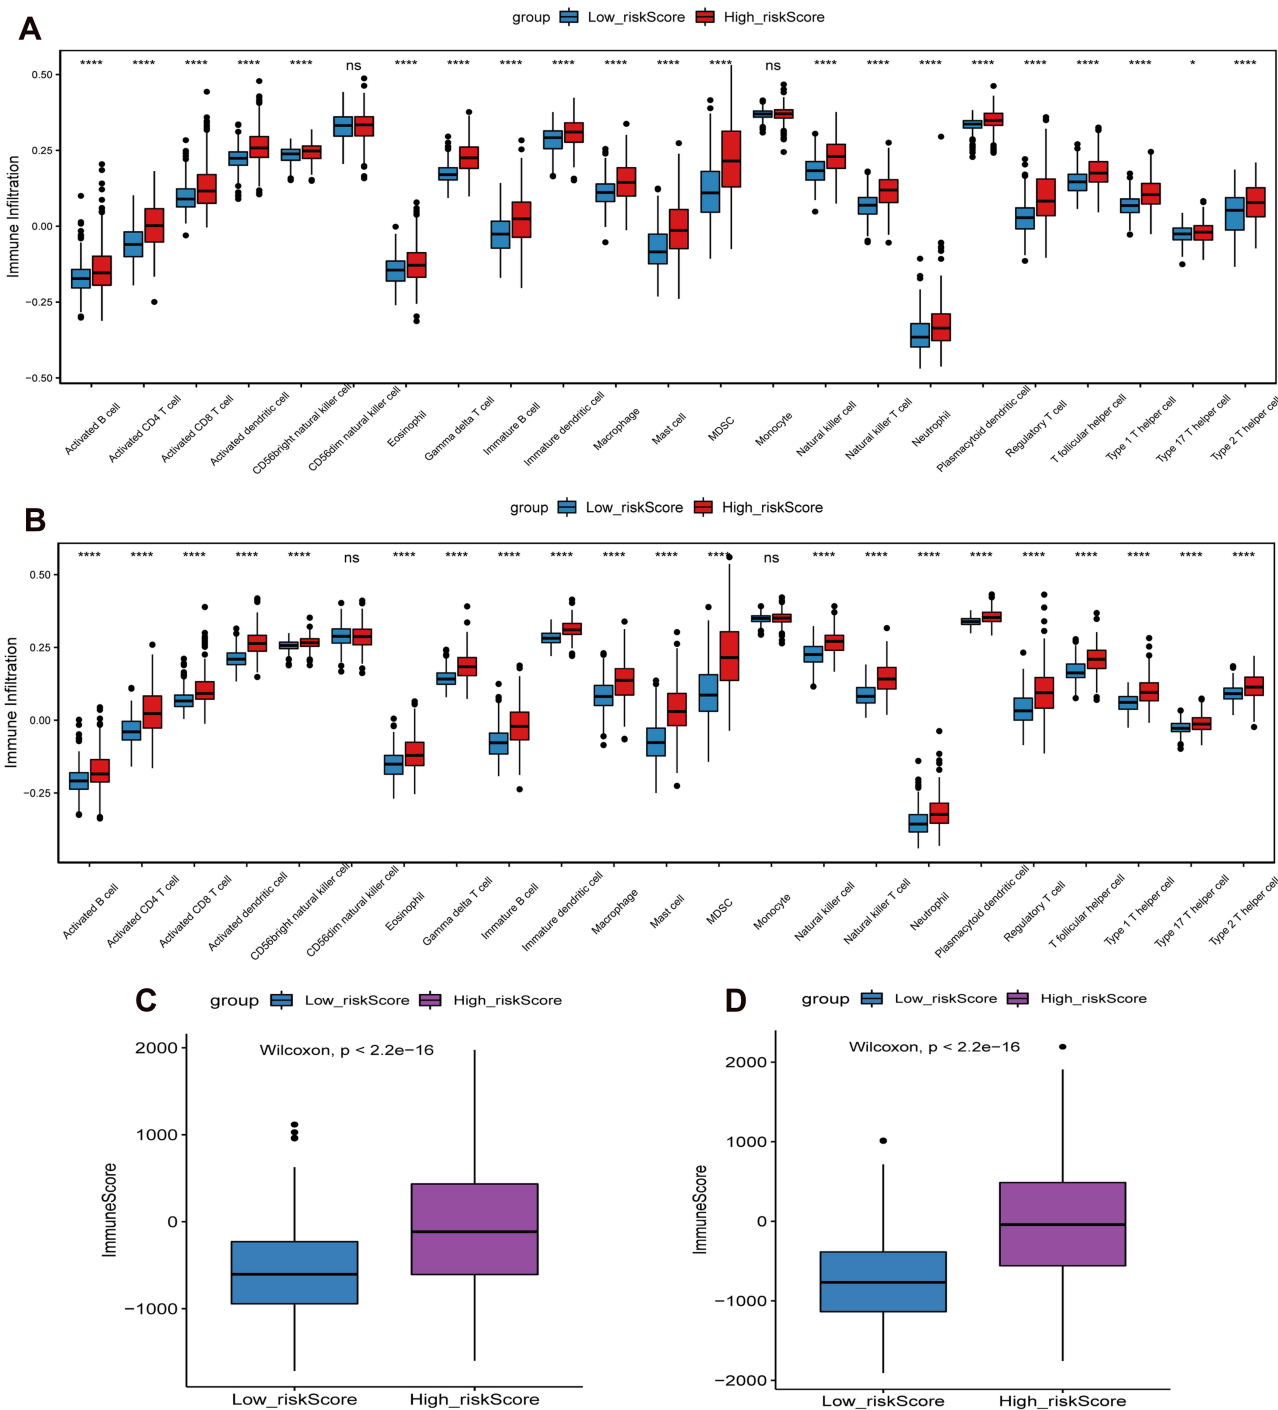 A
group Low_riskScore High_riskScore
**** **** **** **** **** ns **** **** **** **** **** **** **** ns **** **** **** **** **** **** **** * ****
Immune Infiltration
0.50
0.25
0.00
−0.25
−0.50
Activated B cell
Activated CD4 T cell
Activated CD8 T cell
Activated dendritic cell
CD56bright natural killer cell
CD56dim natural killer cell
Eosinophil
Gamma delta T cell
Immature B cell
Immature dendritic cell
Macrophage
Mast cell
MDSC
Monocyte
Natural killer cell
Natural killer T cell
Neutrophil
Plasmacytoid dendritic cell
Regulatory T cell
T follicular helper cell
Type 1 T helper cell
Type 17 T helper cell
Type 2 T helper cell
B
group Low_riskScore High_riskScore
**** **** **** **** **** ns **** **** **** **** **** **** **** ns **** **** **** **** **** **** **** **** ****
Immune Infiltration
0.50
0.25
0.00
−0.25
Activated B cell
Activated CD4 T cell
Activated CD8 T cell
Activated dendritic cell
CD56bright natural killer cell
CD56dim natural killer cell
Eosinophil
Gamma delta T cell
Immature B cell
Immature dendritic cell
Macrophage
Mast cell
MDSC
Monocyte
Natural killer cell
Natural killer T cell
Neutrophil
Plasmacytoid dendritic cell
Regulatory T cell
T follicular helper cell
Type 1 T helper cell
Type 17 T helper cell
Type 2 T helper cell
C
group Low_riskScore High_riskScore
Wilcoxon, p < 2.2e−16
ImmuneScore
2000
1000
0
−1000
Low_riskScore High_riskScore
D
group Low_riskScore High_riskScore
Wilcoxon, p < 2.2e−16
ImmuneScore
2000
1000
0
−1000
−2000
Low_riskScore High_riskScore